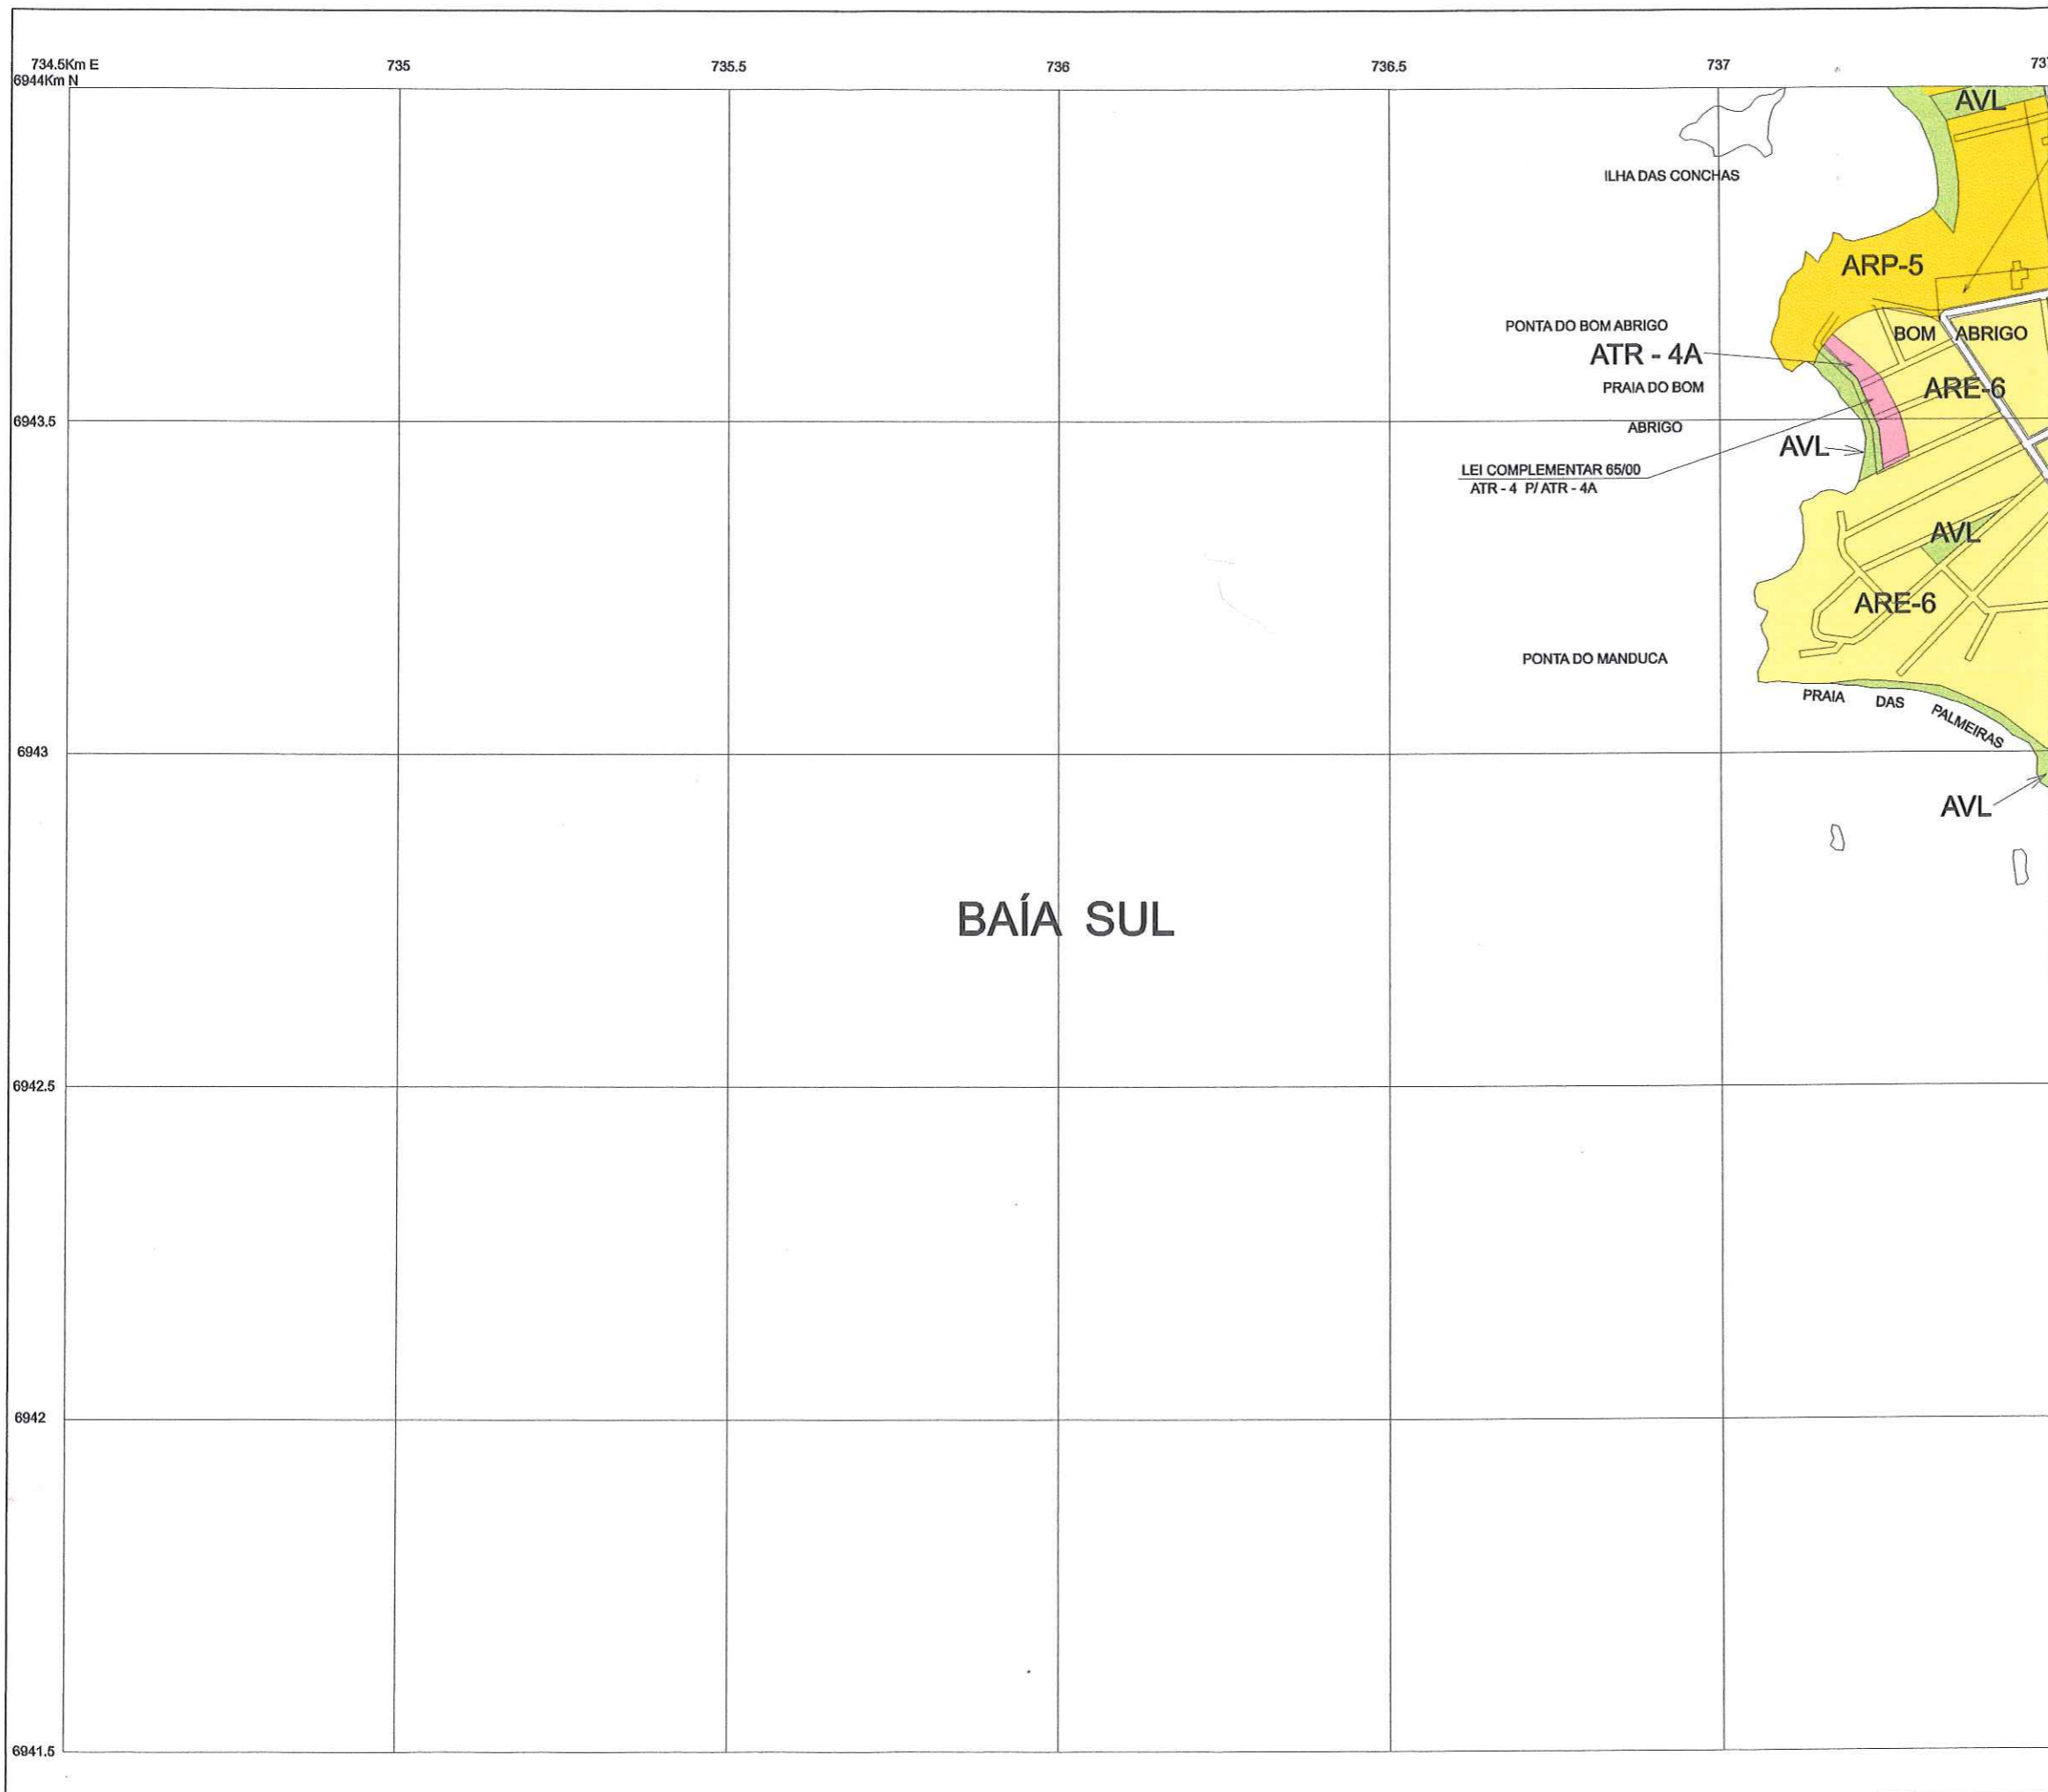 734.5Km E
735
735.5
736
736.5
737
6944Km N
AVL
ILHA DAS CONCHAS
ARP-5
PONTA DO BOM ABRIGO
BOM ABRIGO
ATR - 4A
PRAIA DO BOM
ARE-6
6943.5
ABRIGO
AVL
LEI COMPLEMENTAR 65/00
ATR - 4 P/ ATR - 4A
AVL
ARE-6
PONTA DO MANDUCA
PRAIA DAS PALMEIRAS
6943
AVL
BAÍA SUL
6942.5
6942
6941.5